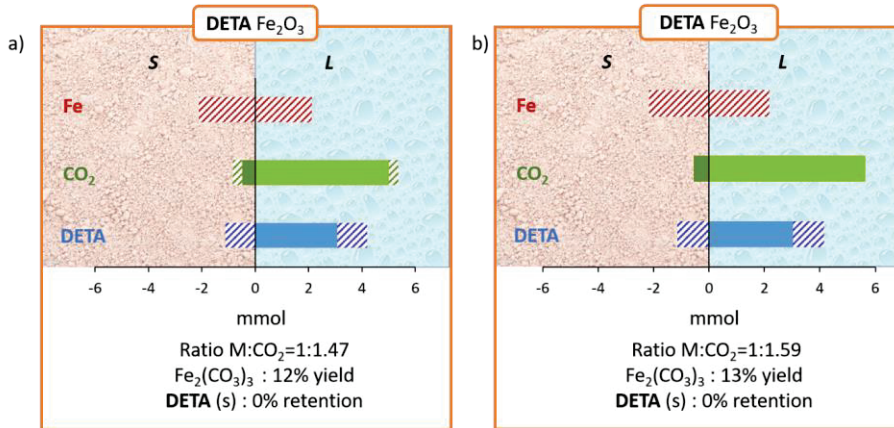 a)
DETA Fe₂O₃
S L
Fe
CO₂
DETA
-6 -4 -2 0 2 4 6
mmol
Ratio M:CO₂=1:1.47
Fe₂(CO₃)₃ : 12% yield
DETA (s) : 0% retention
b)
DETA Fe₂O₃
S L
Fe
CO₂
DETA
-6 -4 -2 0 2 4 6
mmol
Ratio M:CO₂=1:1.59
Fe₂(CO₃)₃ : 13% yield
DETA (s) : 0% retention